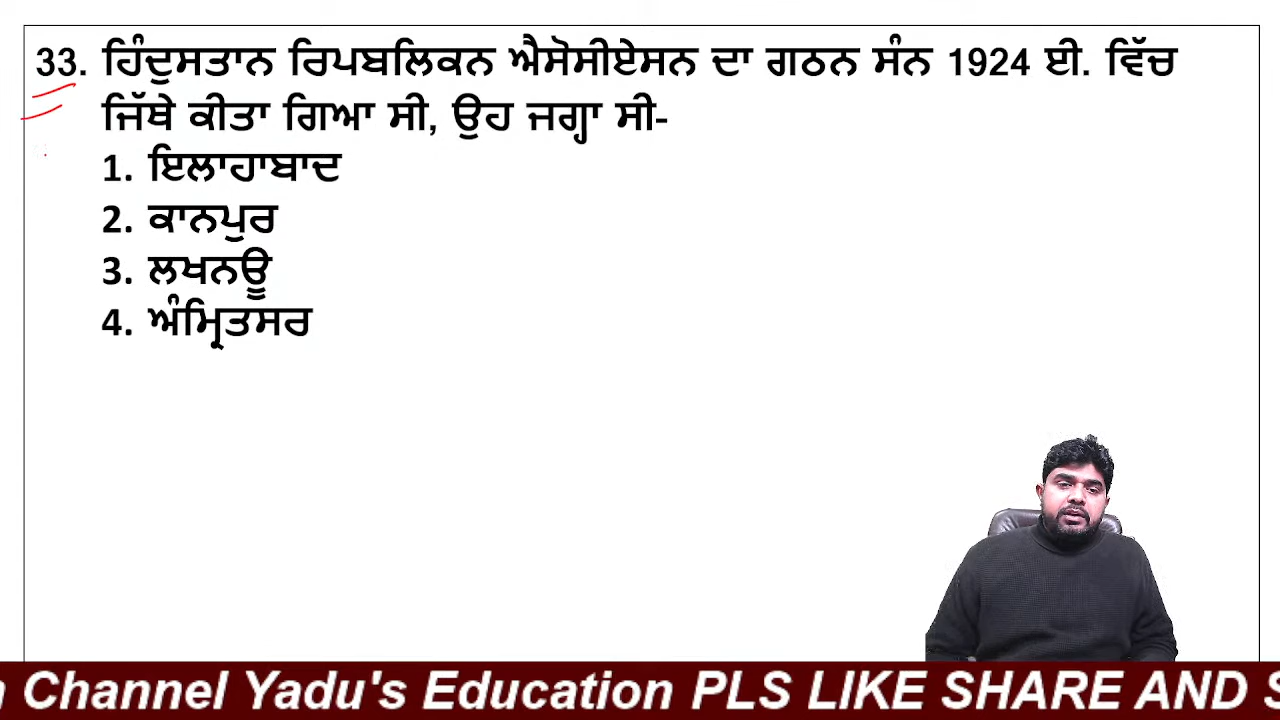 33. ਹਿੰਦੁਸਤਾਨ ਰਿਪਬਲਿਕਨ ਐਸੋਸੀਏਸਨ ਦਾ ਗਠਨ ਸੰਨ 1924 ਈ. ਵਿੱਚ
ਜਿੱਥੇ ਕੀਤਾ ਗਿਆ ਸੀ, ਉਹ ਜਗ੍ਹਾ ਸੀ-
1. ਇਲਾਹਾਬਾਦ
2. ਕਾਨਪੁਰ
3. ਲਖਨਊ
4. ਅੰਮ੍ਰਿਤਸਰ
Channel Yadu's Education PLS LIKE SHARE AND